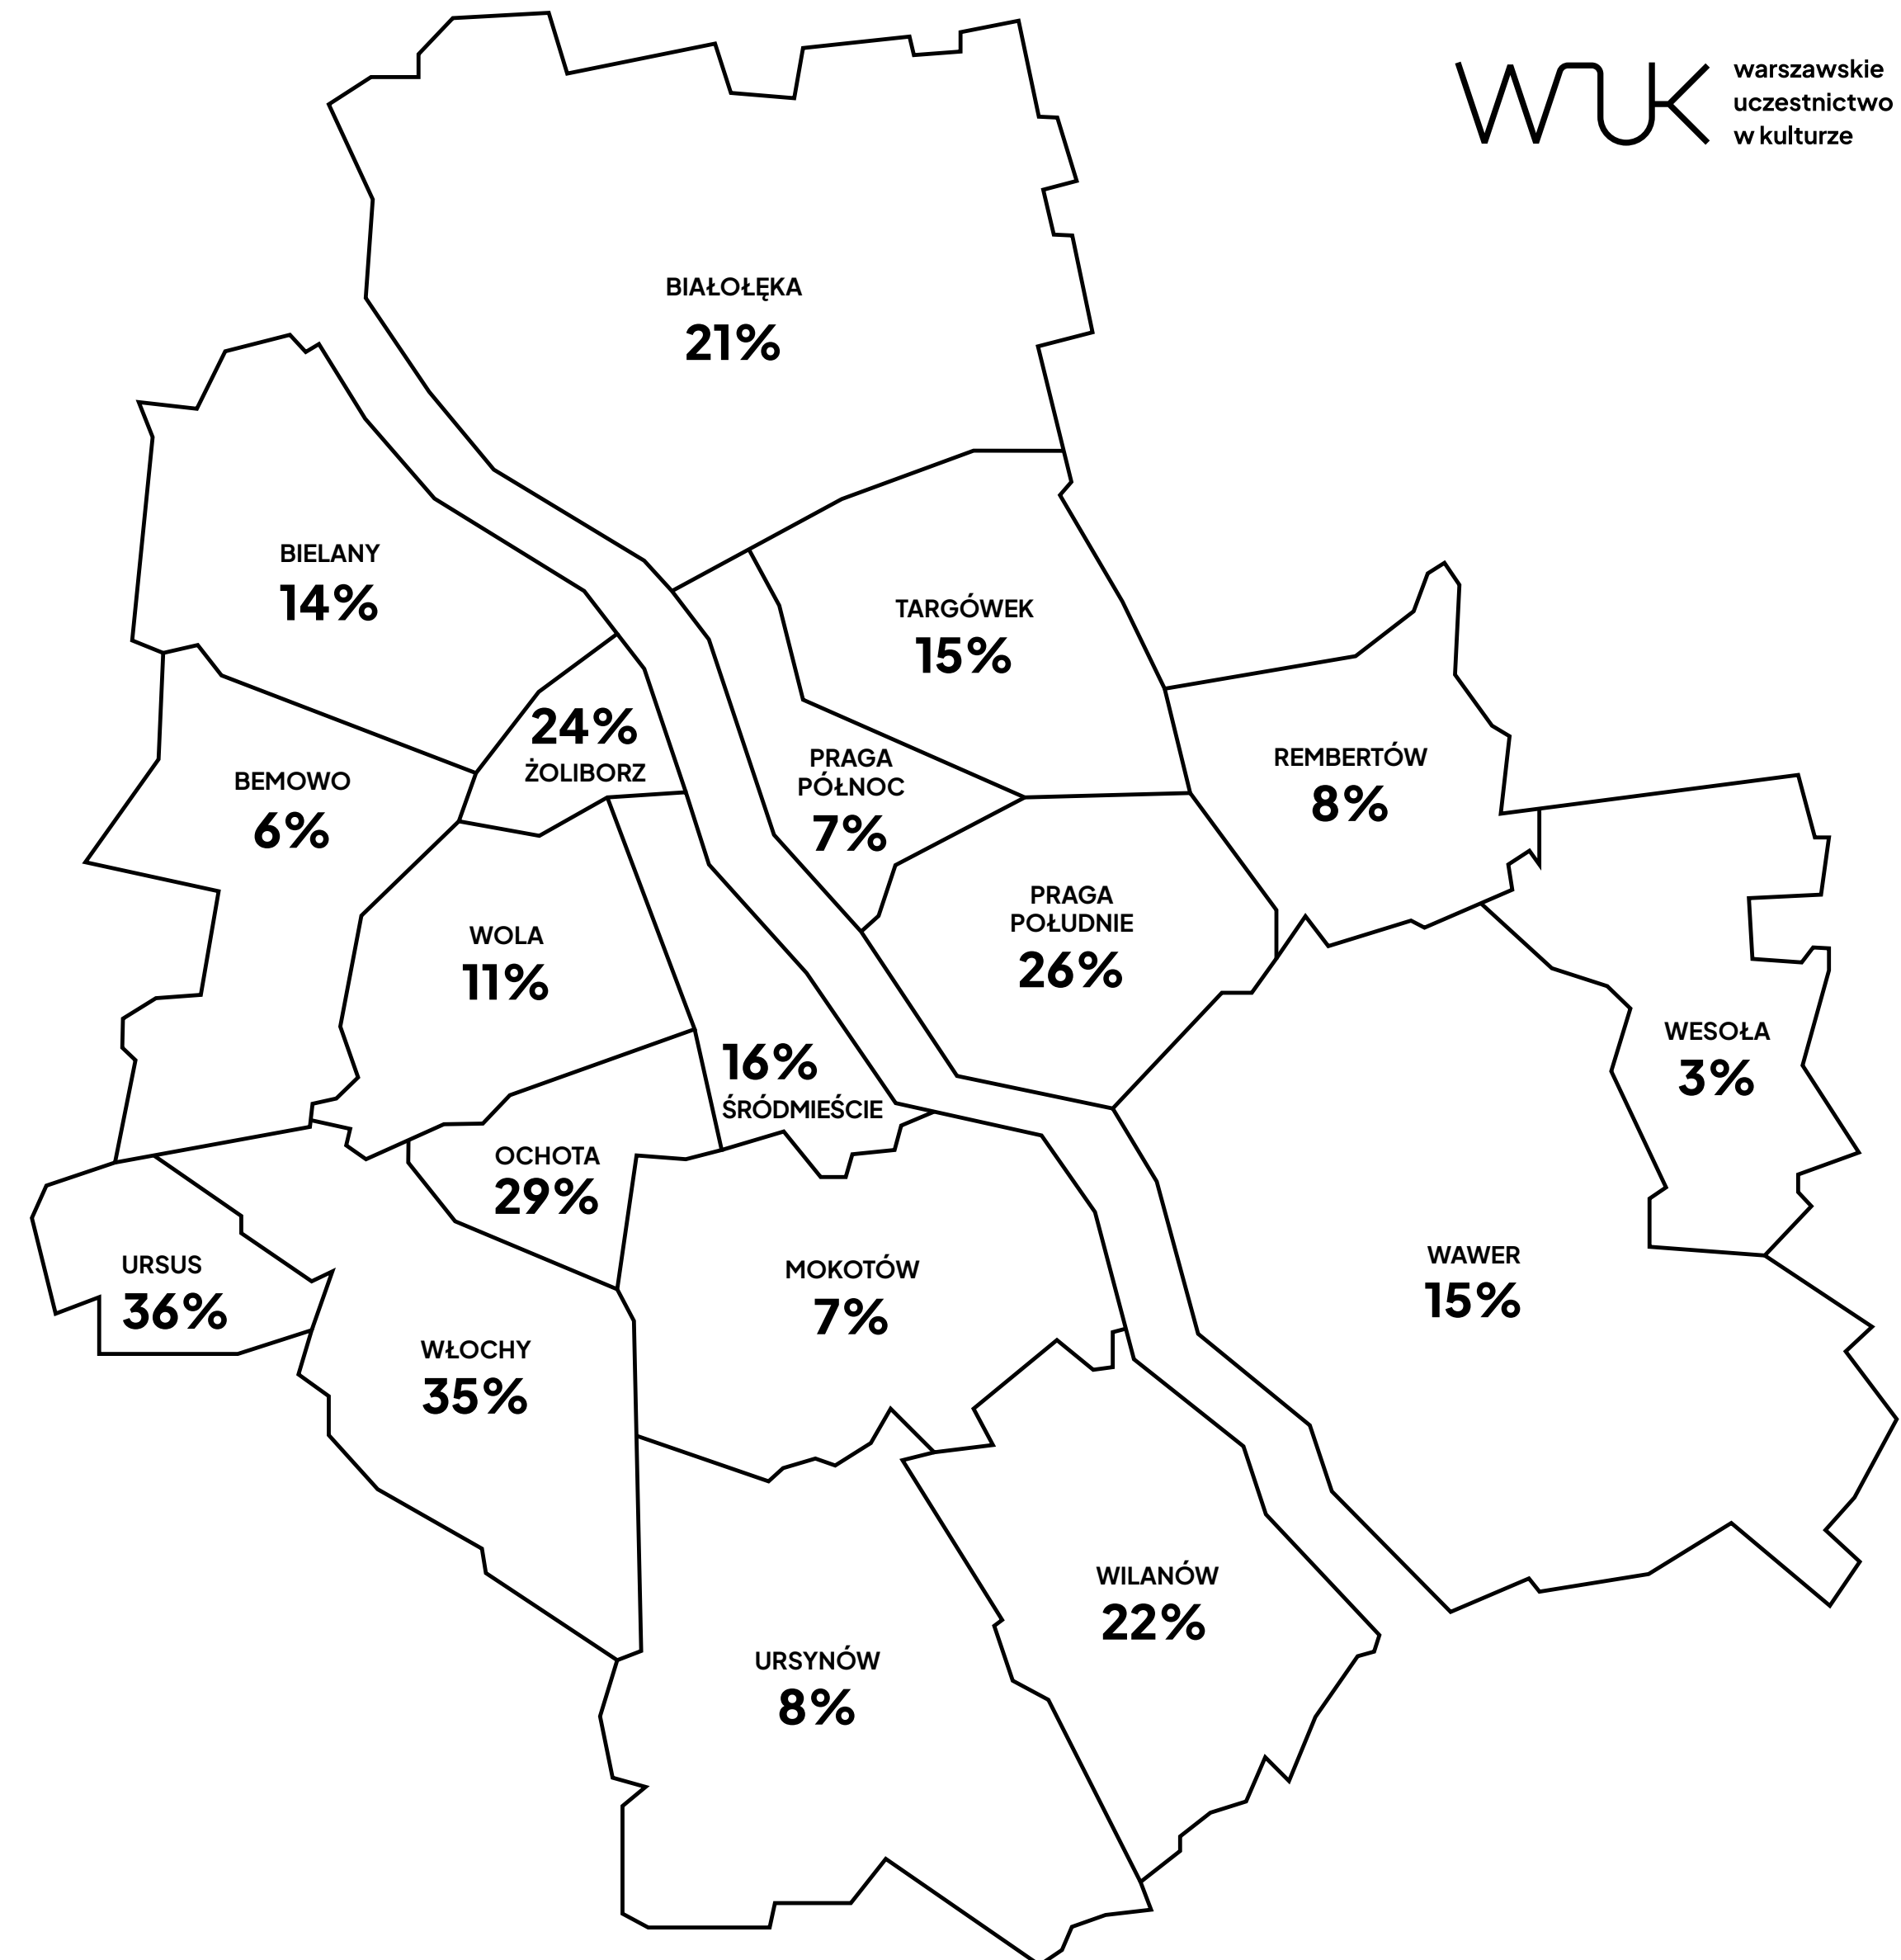 WUK
warszawskie
uczestnictwo
w kulturze
BIAŁOŁĘKA
21%
BIELANY
14%
TARGÓWEK
15%
24%
ŻOLIBORZ
PRAGA
PÓŁNOC
7%
REMBERTÓW
8%
BEMOWO
6%
PRAGA
POŁUDNIE
26%
WOLA
11%
WESOŁA
3%
16%
ŚRÓDMIEŚCIE
OCHOTA
29%
URSUS
36%
MOKOTÓW
7%
WAWER
15%
WŁOCHY
35%
WILANÓW
22%
URSYNÓW
8%